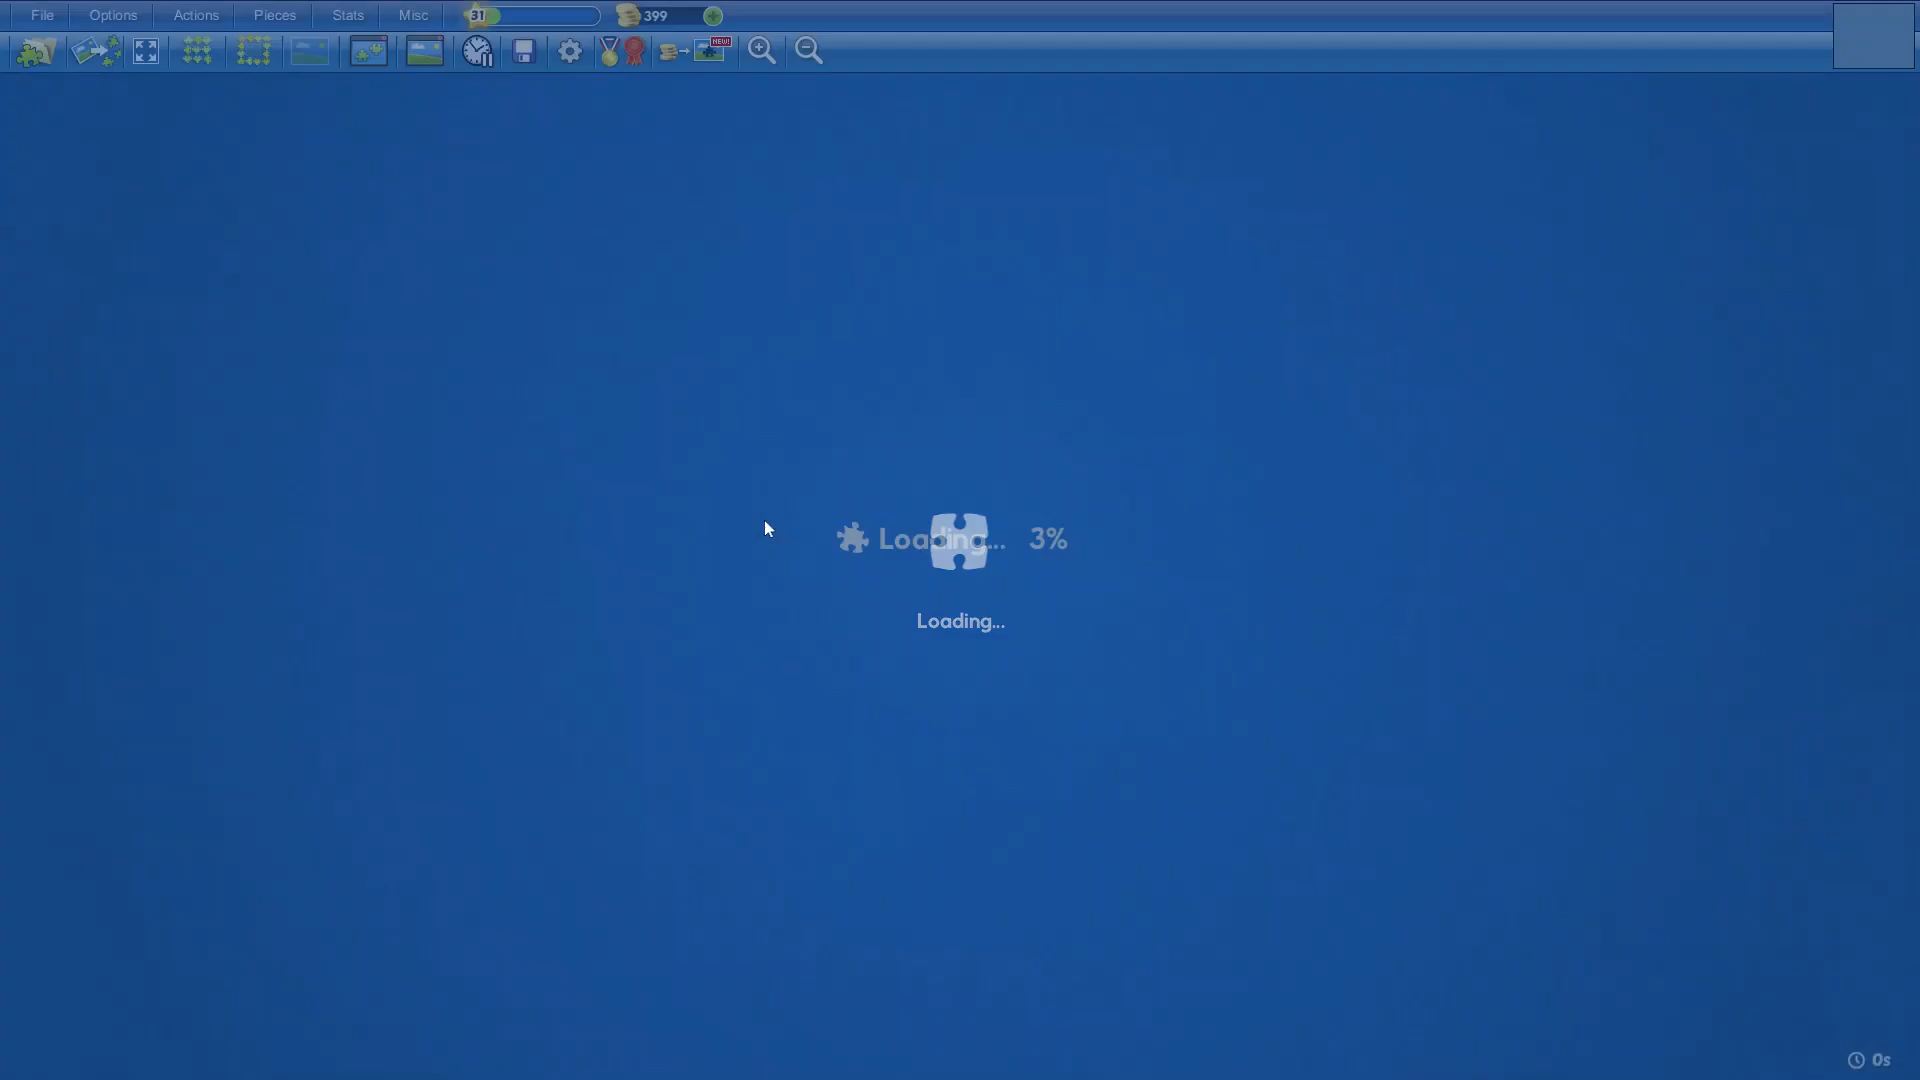 File Options Actions Pieces Stats Misc 31 399
NEW!
Loading... 3%
Loading...
0s